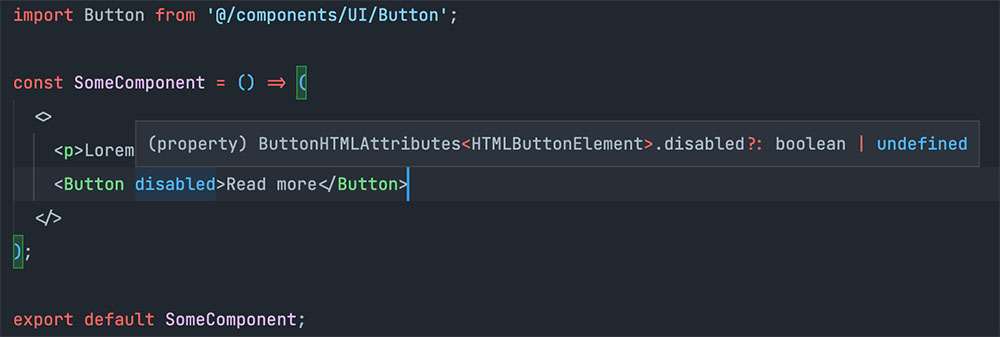 import Button from '@/components/UI/Button';
const SomeComponent = () => (
<>
<p>Lorem
(property) ButtonHTMLAttributes<HTMLButtonElement>.disabled?: boolean | undefined
<Button disabled>Read more</Button>
</>
);
export default SomeComponent;